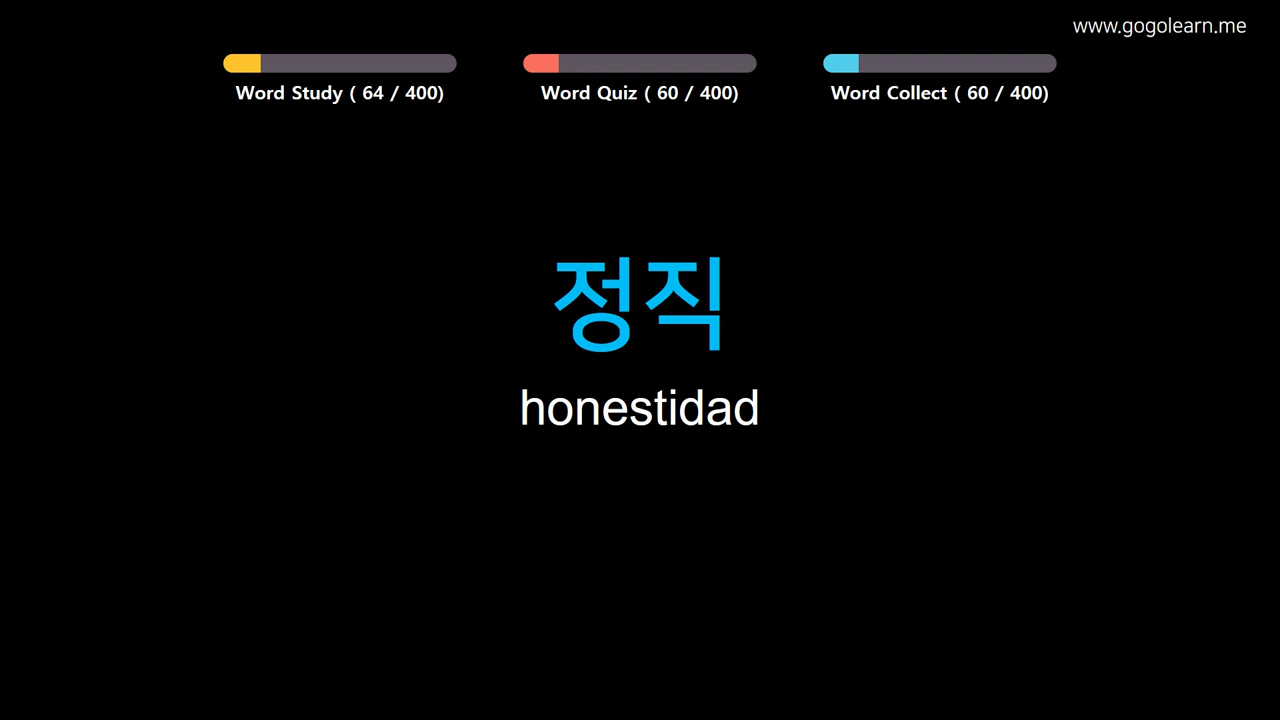 www.gogolearn.me
Word Study ( 64 / 400)
Word Quiz ( 60 / 400)
Word Collect ( 60 / 400)
정직
honestidad